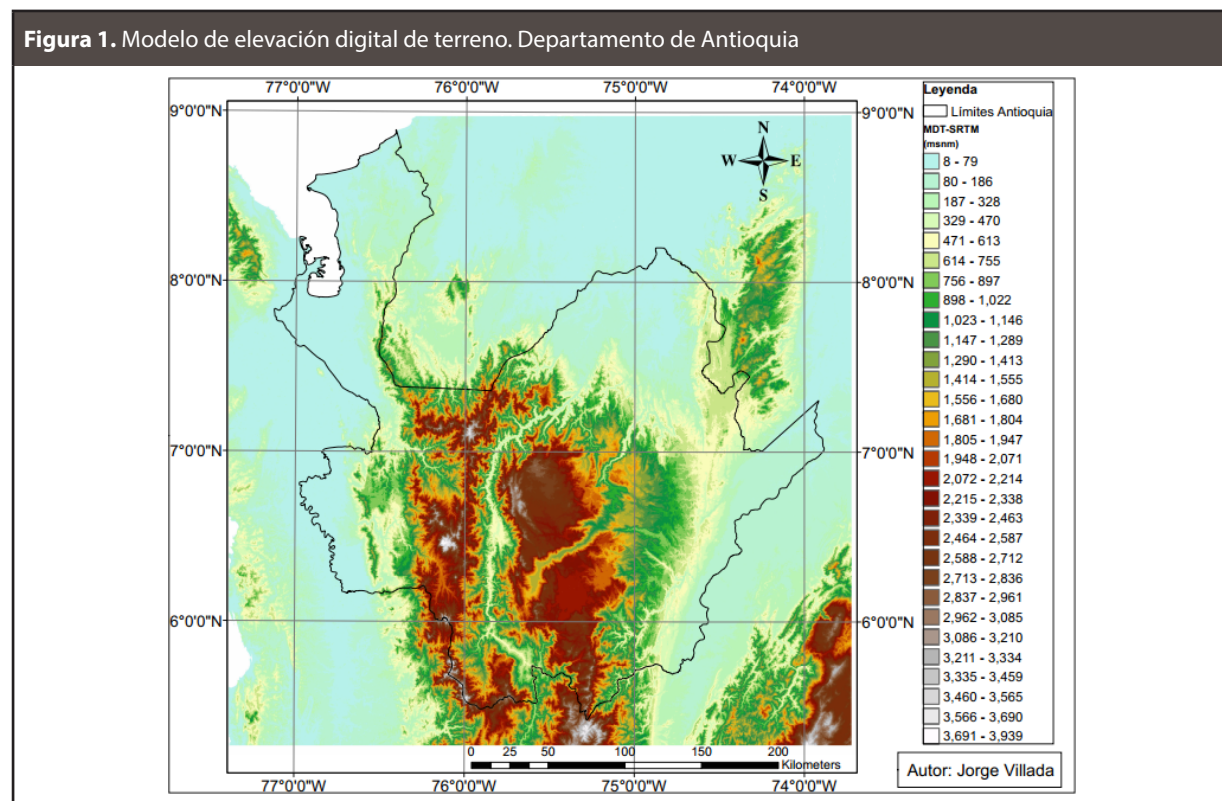 Figura 1. Modelo de elevación digital de terreno. Departamento de Antioquia
77°0'0"W 76°0'0"W 75°0'0"W 74°0'0"W
9°0'0"N 9°0'0"N
8°0'0"N 8°0'0"N
7°0'0"N 7°0'0"N
6°0'0"N 6°0'0"N
N
W E
S
0 25 50 100 150 200
Kilometers
77°0'0"W 76°0'0"W 75°0'0"W 74°0'0"W
Leyenda
Límites Antioquia
MDT-SRTM
(msnm)
8 - 79
80 - 186
187 - 328
329 - 470
471 - 613
614 - 755
756 - 897
898 - 1,022
1,023 - 1,146
1,147 - 1,289
1,290 - 1,413
1,414 - 1,555
1,556 - 1,680
1,681 - 1,804
1,805 - 1,947
1,948 - 2,071
2,072 - 2,214
2,215 - 2,338
2,339 - 2,463
2,464 - 2,587
2,588 - 2,712
2,713 - 2,836
2,837 - 2,961
2,962 - 3,085
3,086 - 3,210
3,211 - 3,334
3,335 - 3,459
3,460 - 3,565
3,566 - 3,690
3,691 - 3,939
Autor: Jorge Villada